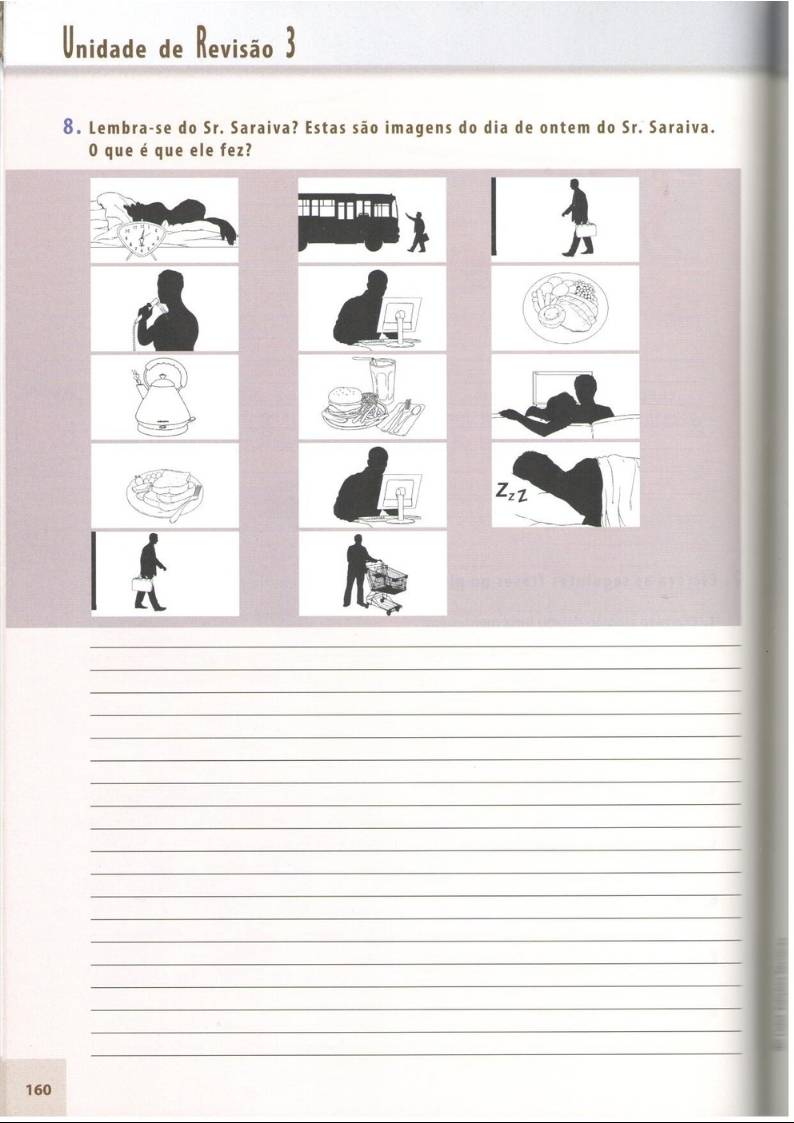 Unidade de Revisão 3
8. Lembra-se do Sr. Saraiva? Estas são imagens do dia de ontem do Sr. Saraiva.
O que é que ele fez?
Z z Z
160